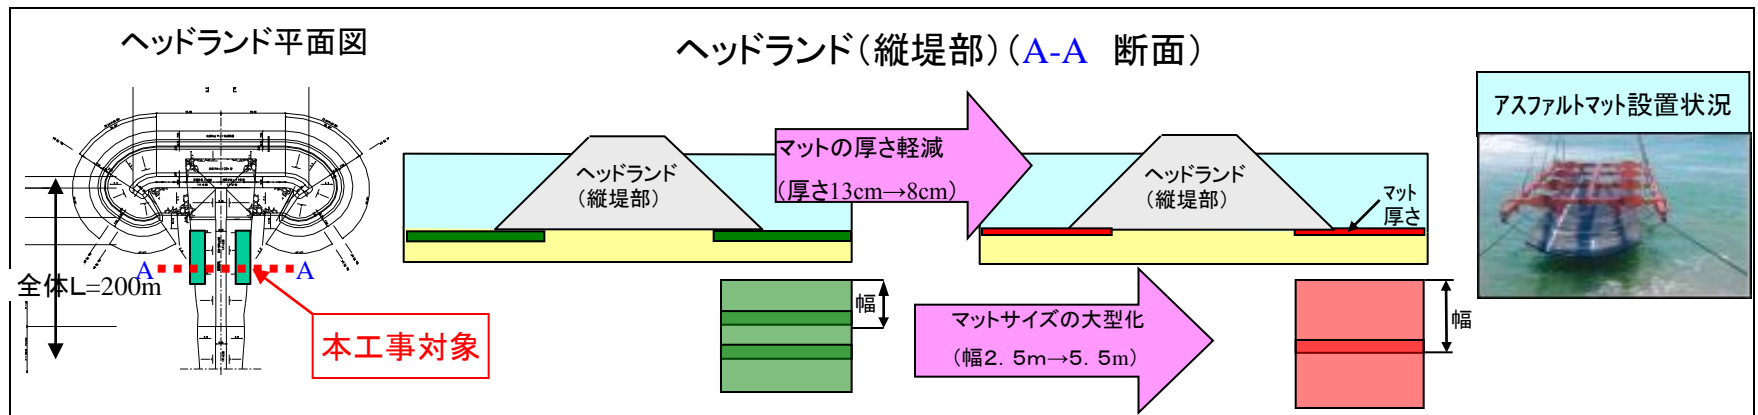 ヘッドランド平面図
全体L=200m
A
A
本工事対象
ヘッドランド(縦堤部)(A-A 断面)
ヘッドランド
(縦堤部)
マットの厚さ軽減
(厚さ13cm→8cm)
ヘッドランド
(縦堤部)
マット
厚さ
幅
マットサイズの大型化
(幅2.5m→5.5m)
幅
アスファルトマット設置状況